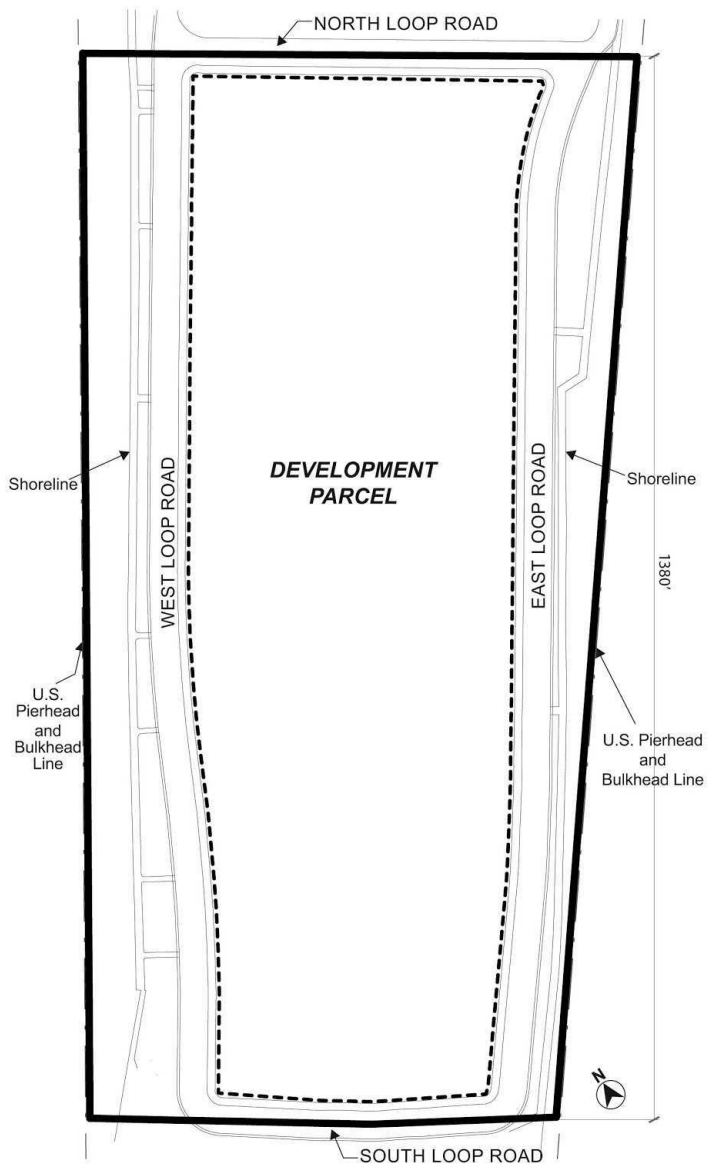 NORTH LOOP ROAD
DEVELOPMENT
PARCEL
WEST LOOP ROAD
EAST LOOP ROAD
Shoreline
Shoreline
1380'
U.S.
Pierhead
and
Bulkhead
Line
U.S. Pierhead
and
Bulkhead Line
N
SOUTH LOOP ROAD